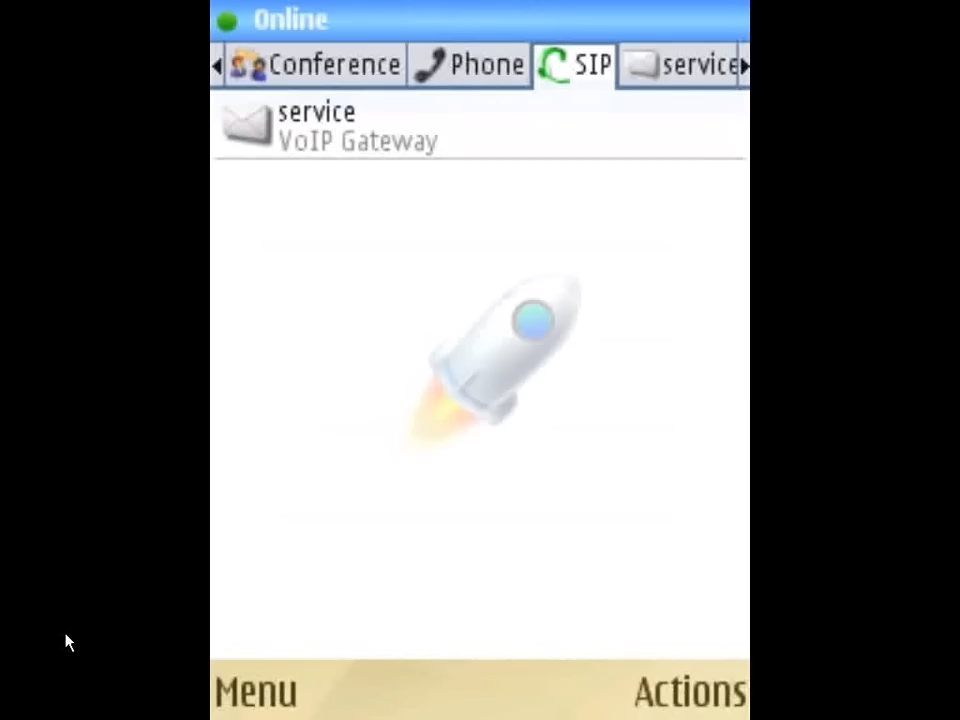 Online
Conference Phone SIP service
service
VoIP Gateway
Menu Actions